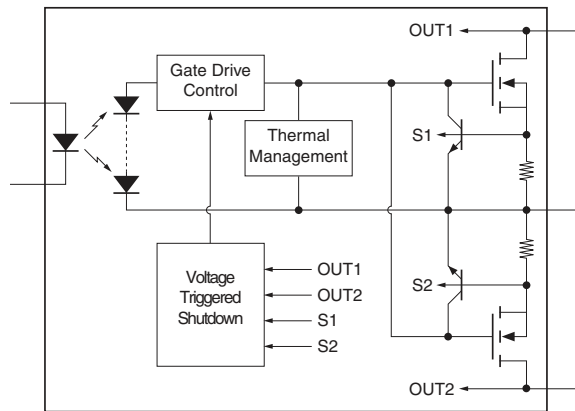 OUT1
Gate Drive
Control
S1
Thermal
Management
Voltage
Triggered
Shutdown
OUT1
OUT2
S1
S2
S2
OUT2